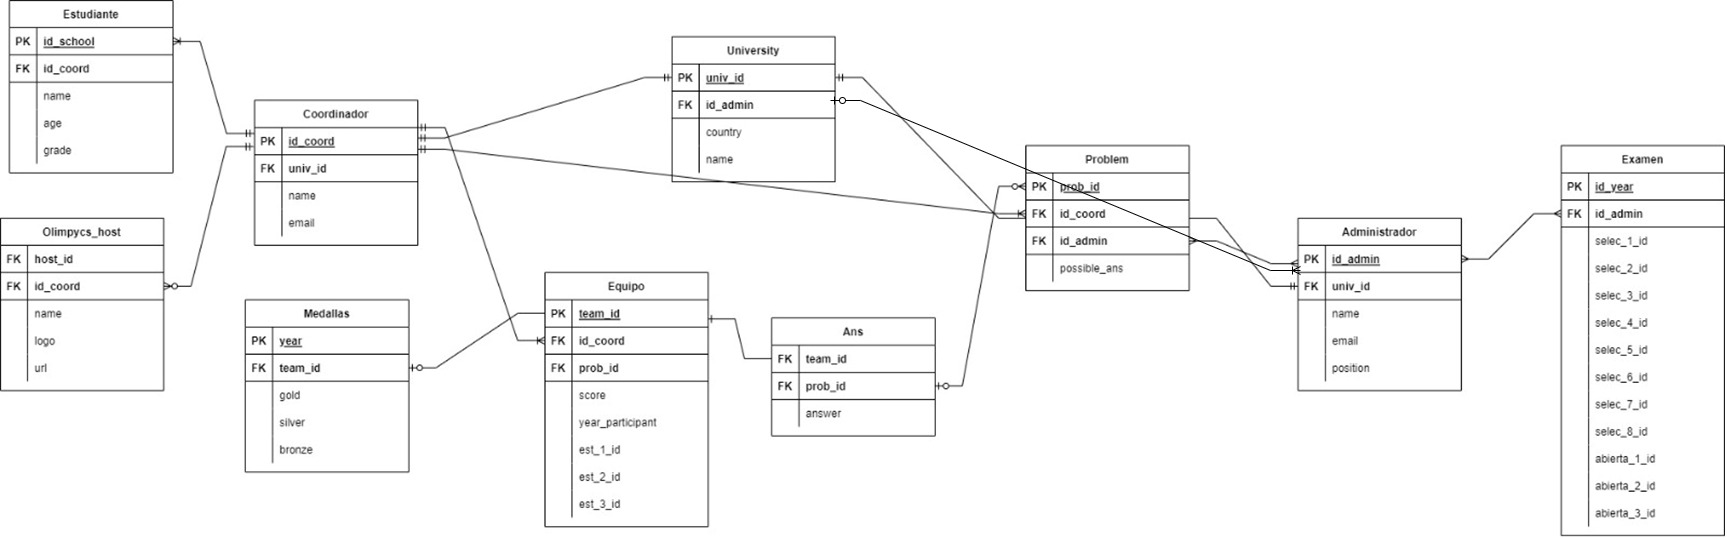 Estudiante
PK id_school
FK id_coord
name
age
grade
Olimpycs_host
FK host_id
FK id_coord
name
logo
url
Coordinador
PK id_coord
FK univ_id
name
email
Medallas
PK year
FK team_id
gold
silver
bronze
Equipo
PK team_id
FK id_coord
FK prob_id
score
year_participant
est_1_id
est_2_id
est_3_id
University
PK univ_id
FK id_admin
country
name
Ans
FK team_id
FK prob_id
answer
Problem
PK prob_id
FK id_coord
FK id_admin
possible_ans
Administrador
PK id_admin
FK univ_id
name
email
position
Examen
PK id_year
FK id_admin
selec_1_id
selec_2_id
selec_3_id
selec_4_id
selec_5_id
selec_6_id
selec_7_id
selec_8_id
abierta_1_id
abierta_2_id
abierta_3_id